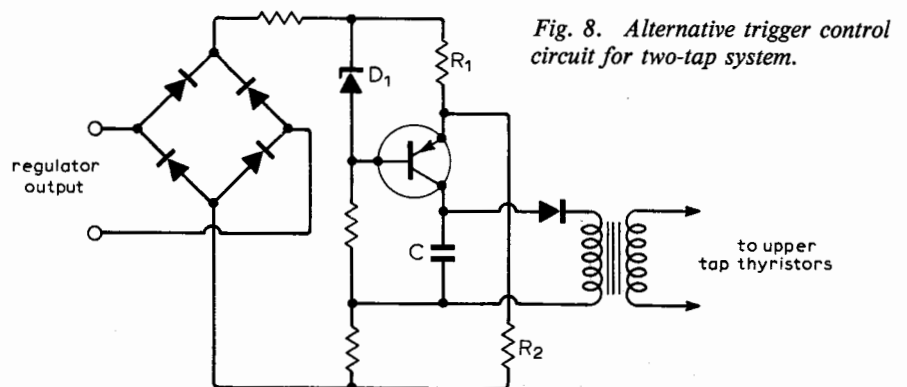 Fig. 8. Alternative trigger control
circuit for two-tap system.
D1
R1
regulator
output
C
to upper
tap thyristors
R2